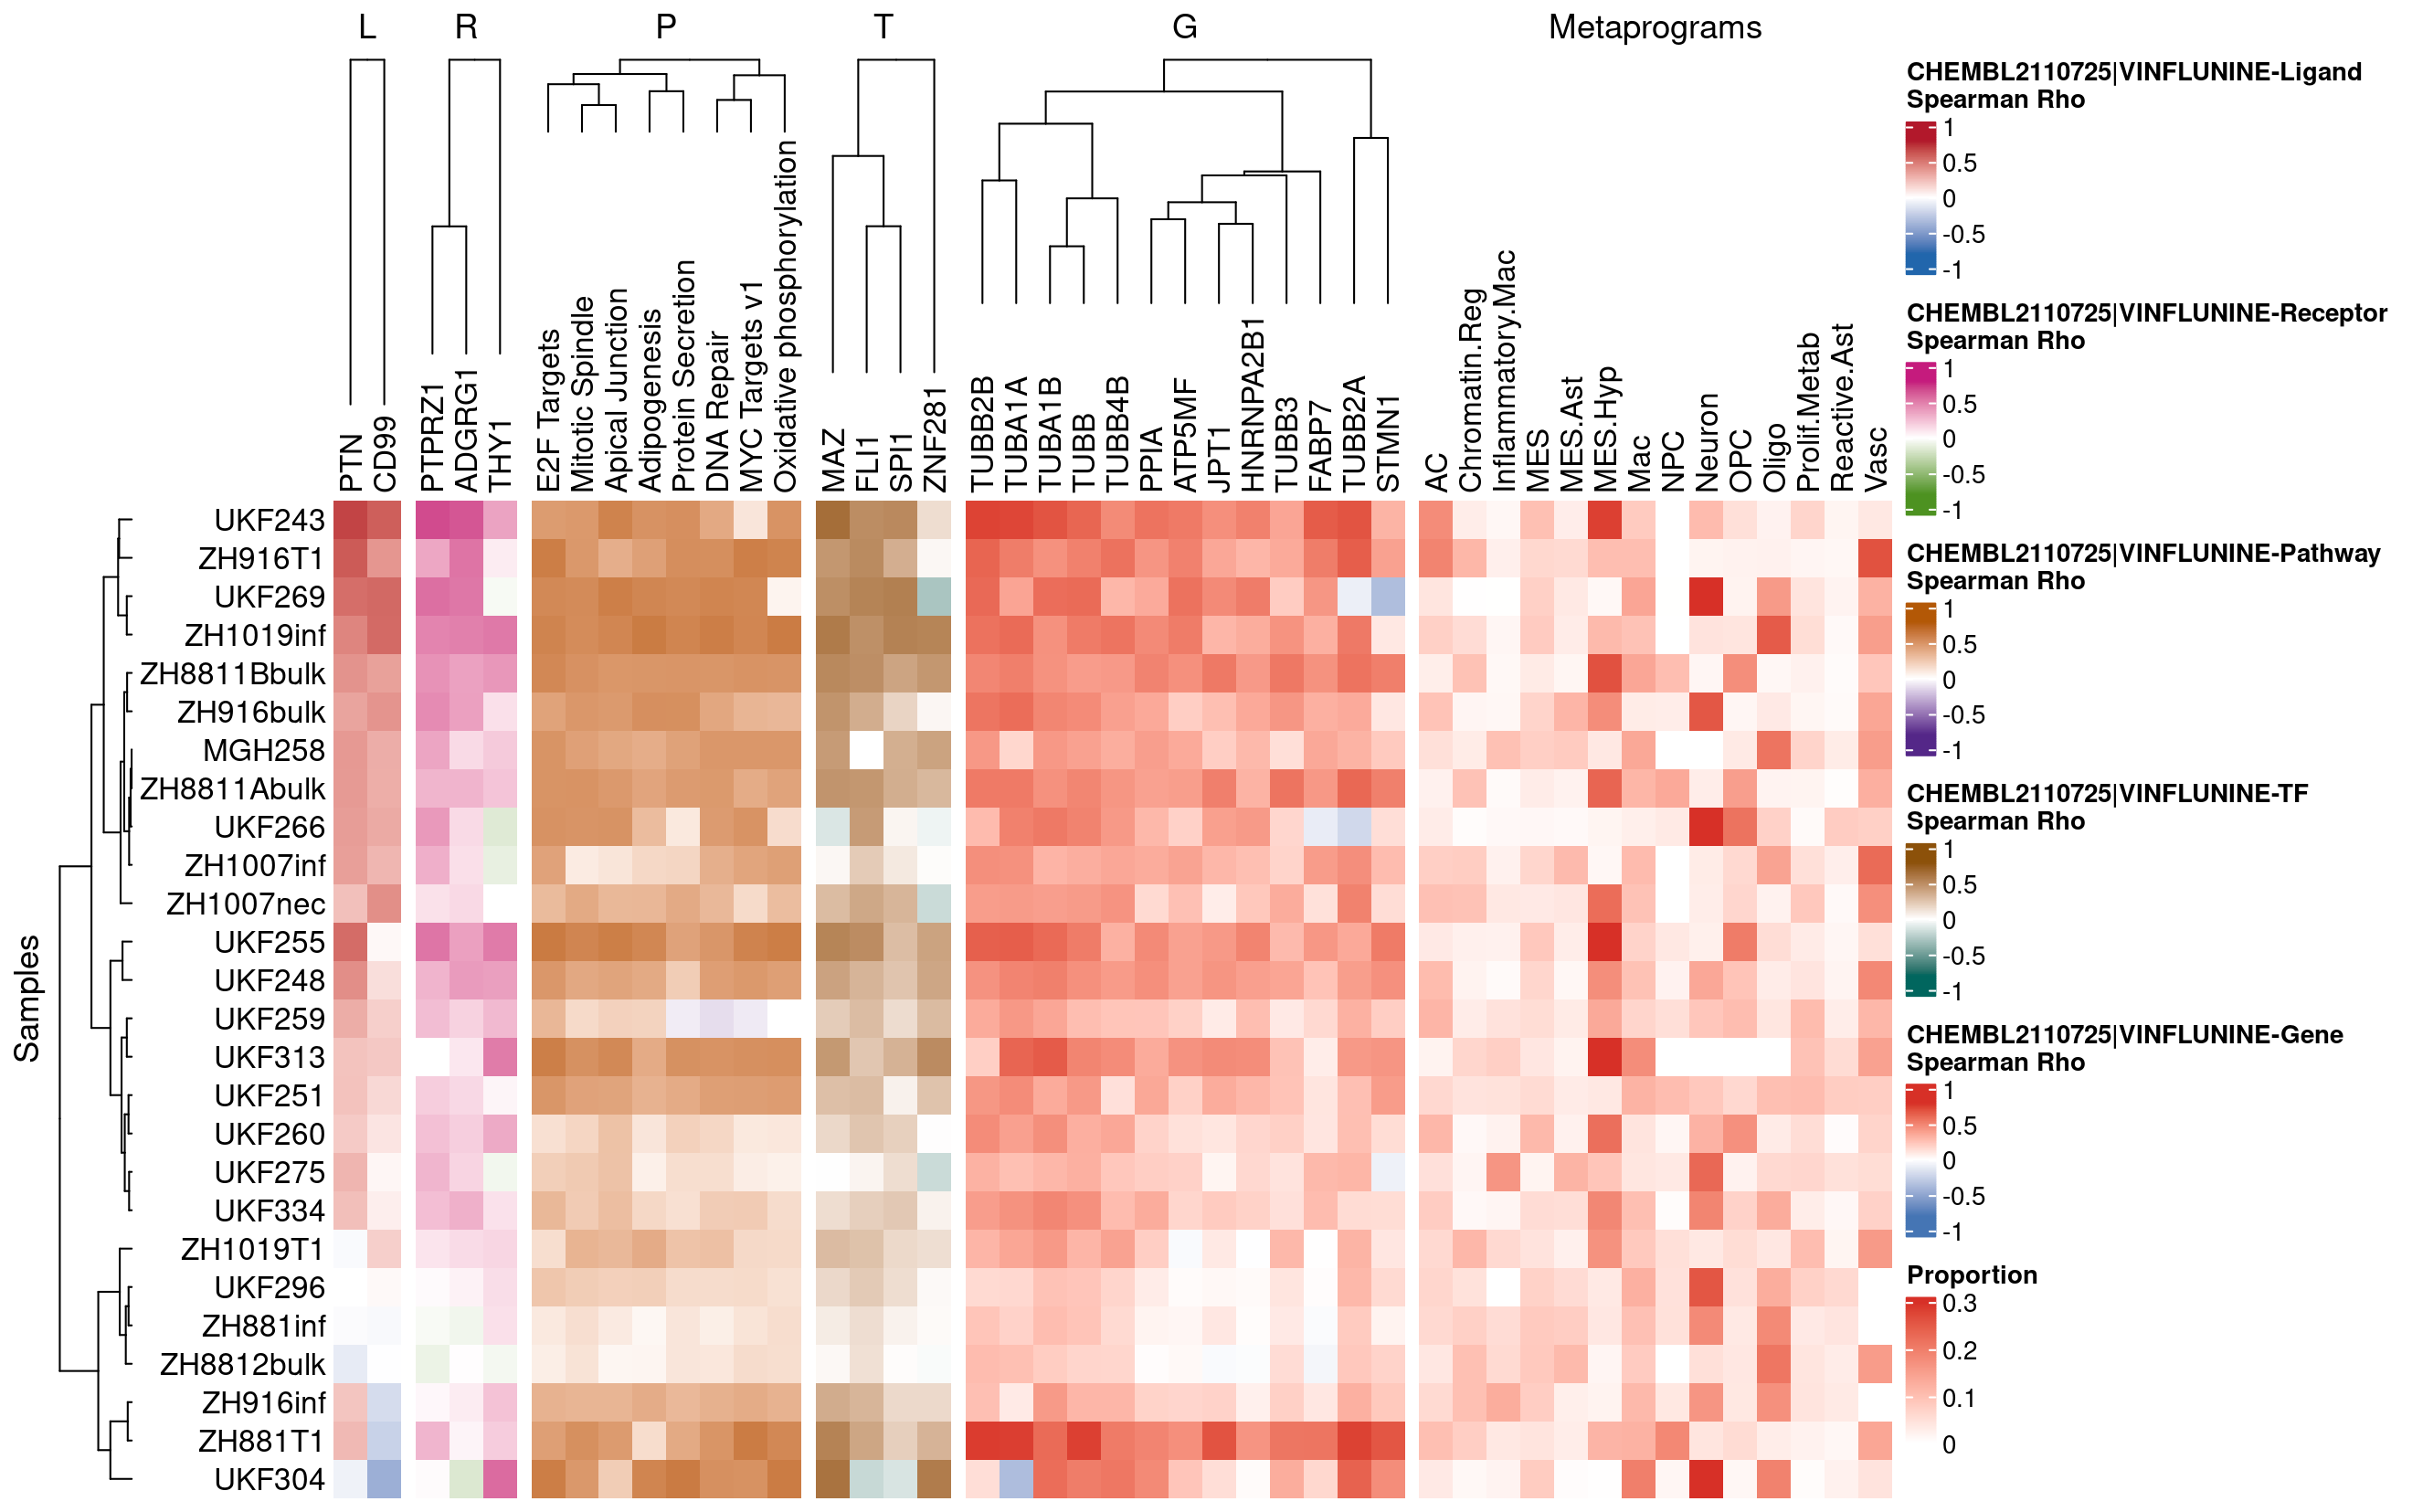 L R P T G Metaprograms
PTN
CD99
PTPRZ1
ADGRG1
THY1
E2F Targets
Mitotic Spindle
Apical Junction
Adipogenesis
Protein Secretion
DNA Repair
MYC Targets v1
Oxidative phosphorylation
MAZ
FLI1
SPI1
ZNF281
TUBB2B
TUBA1A
TUBA1B
TUBB
TUBB4B
PPIA
ATP5MF
JPT1
HNRNPA2B1
TUBB3
FABP7
TUBB2A
STMN1
AC
Chromatin.Reg
Inflammatory.Mac
MES
MES.Ast
MES.Hyp
Mac
NPC
Neuron
OPC
Oligo
Prolif.Metab
Reactive.Ast
Vasc
Samples
UKF243
ZH916T1
UKF269
ZH1019inf
ZH8811Bbulk
ZH916bulk
MGH258
ZH8811Abulk
UKF266
ZH1007inf
ZH1007nec
UKF255
UKF248
UKF259
UKF313
UKF251
UKF260
UKF275
UKF334
ZH1019T1
UKF296
ZH881inf
ZH8812bulk
ZH916inf
ZH881T1
UKF304
CHEMBL2110725|VINFLUNINE-Ligand
Spearman Rho
1
0.5
0
-0.5
-1
CHEMBL2110725|VINFLUNINE-Receptor
Spearman Rho
1
0.5
0
-0.5
-1
CHEMBL2110725|VINFLUNINE-Pathway
Spearman Rho
1
0.5
0
-0.5
-1
CHEMBL2110725|VINFLUNINE-TF
Spearman Rho
1
0.5
0
-0.5
-1
CHEMBL2110725|VINFLUNINE-Gene
Spearman Rho
1
0.5
0
-0.5
-1
Proportion
0.3
0.2
0.1
0